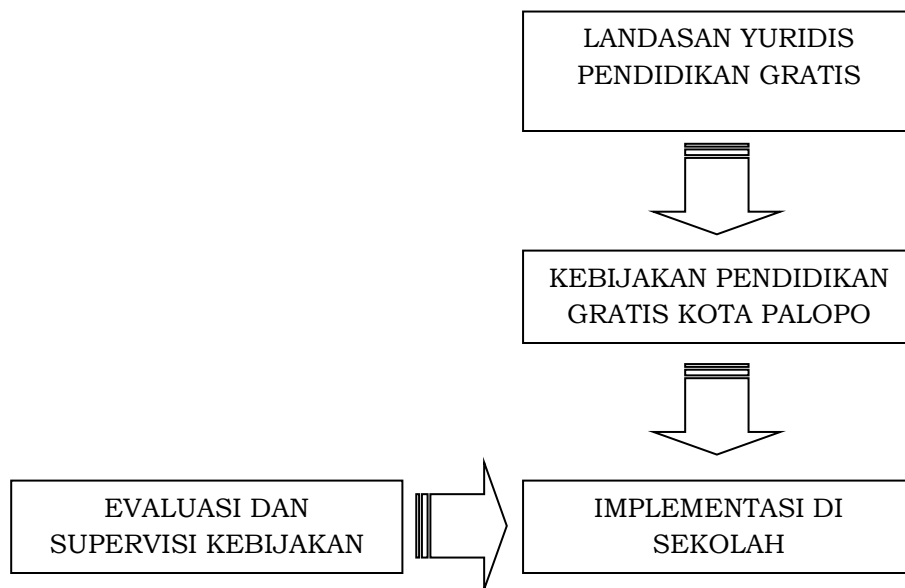 LANDASAN YURIDIS
PENDIDIKAN GRATIS
KEBIJAKAN PENDIDIKAN
GRATIS KOTA PALOPO
EVALUASI DAN
SUPERVISI KEBIJAKAN
IMPLEMENTASI DI
SEKOLAH